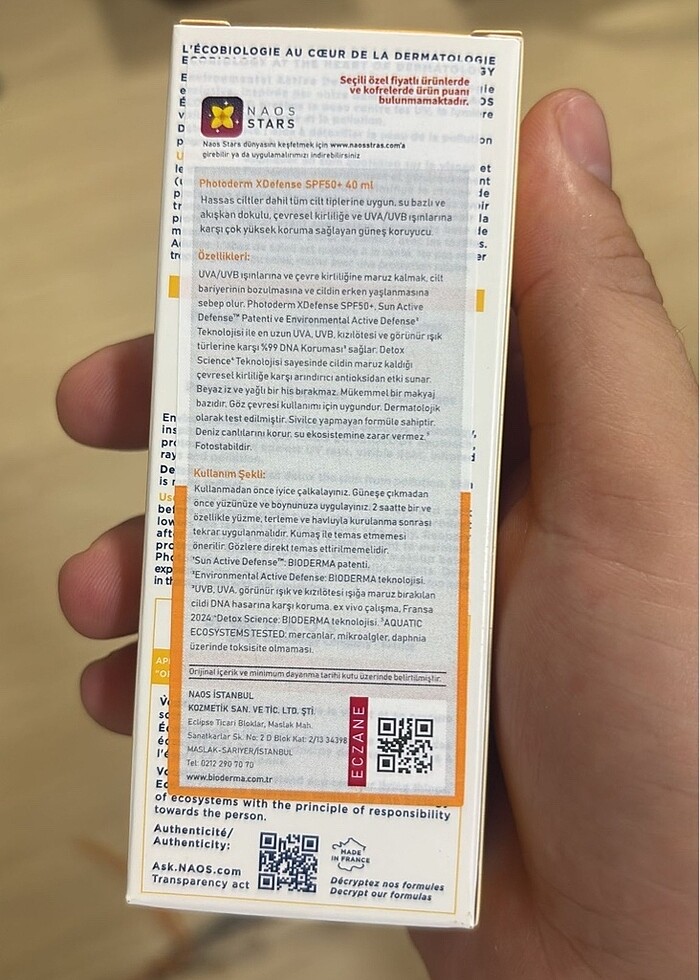 L'ÉCOBIOLOGIE AU CŒUR DE LA DERMATOLOGIE
ECOBIOLOGY AT THE HEART OF DERMATOLOGY
Seçili özel fiyatlı ürünlerde
ve kofrelerde ürün puanı
bulunmamaktadır.
NAOS
STARS
Naos Stars dünyasını keşfetmek için www.naosstras.com'a
girebilir ya da uygulamalarımızı indirebilirsiniz
Photoderm XDefense SPF50+ 40 ml
Hassas ciltler dahil tüm cilt tiplerine uygun, su bazlı ve
akışkan dokulu, çevresel kirliliğe ve UVA/UVB ışınlarına
karşı çok yüksek koruma sağlayan güneş koruyucu.
Özellikleri:
UVA/UVB ışınlarına ve çevre kirliliğine maruz kalmak, cilt
bariyerinin bozulmasına ve cildin erken yaşlanmasına
sebep olur. Photoderm XDefense SPF50+, Sun Active
Defense™ Patenti ve Environmental Active Defense²
Teknolojisi ile en uzun UVA, UVB, kızılötesi ve görünür ışık
türlerine karşı %99 DNA Koruması³ sağlar. Detox
Science⁴ Teknolojisi sayesinde cildin maruz kaldığı
çevresel kirliliğe karşı arındırıcı antioksidan etki sunar.
Beyaz iz ve yağlı bir his bırakmaz. Mükemmel bir makyaj
bazıdır. Göz çevresi kullanımı için uygundur. Dermatolojik
olarak test edilmiştir. Sivilce yapmayan formüle sahiptir.
Deniz canlılarını korur, su ekosistemine zarar vermez.⁵
Fotostabildir.
Kullanım Şekli:
Kullanmadan önce iyice çalkalayınız. Güneşe çıkmadan
önce yüzünüze ve boynunuza uygulayınız. 2 saatte bir ve
özellikle yüzme, terleme ve havluyla kurulanma sonrası
tekrar uygulanmalıdır. Kumaş ile temas etmemesi
önerilir. Gözlere direkt temas ettirilmemelidir.
¹Sun Active Defense™: BIODERMA patenti.
²Environmental Active Defense: BIODERMA teknolojisi.
³UVB, UVA, görünür ışık ve kızılötesi ışığa maruz bırakılan
cildi DNA hasarına karşı koruma, ex vivo çalışma, Fransa
2024.⁴Detox Science: BIODERMA teknolojisi. ⁵AQUATIC
ECOSYSTEMS TESTED: mercanlar, mikroalgler, daphnia
üzerinde toksisite olmaması.
Orijinal içerik ve minimum dayanma tarihi kutu üzerinde belirtilmiştir.
NAOS İSTANBUL
KOZMETİK SAN. VE TİC. LTD. ŞTİ.
Eclipse Ticari Bloklar, Maslak Mah.
Sanatkarlar Sk. No: 2 D Blok Kat: 2/13 34398
MASLAK-SARIYER/İSTANBUL
Tel: 0212 290 70 70
www.bioderma.com.tr
ECZANE
of ecosystems with the principle of responsibility
towards the person.
Authenticité/
Authenticity:
Ask.NAOS.com
Transparency act
MADE
IN FRANCE
Décryptez nos formules
Decrypt our formulas